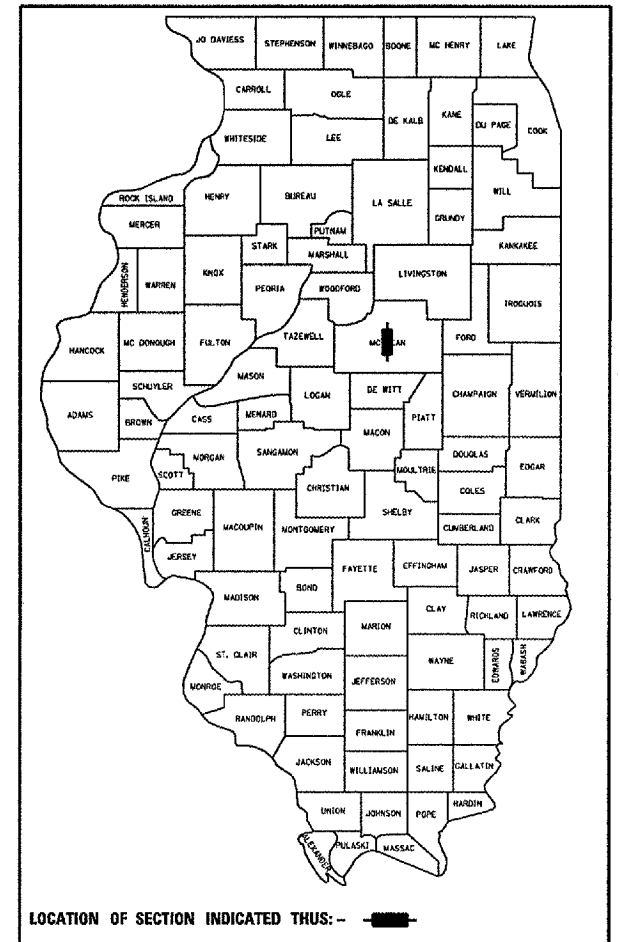 JO DAVIESS STEPHENSON WINNEBAGO BOONE MC HENRY LAKE
CARROLL OGLE DE KALB KANE DU PAGE COOK
WHITESIDE LEE
KENDALL WILL
ROCK ISLAND HENRY BUREAU LA SALLE GRUNDY
MERCER PUTNAM
STARK MARSHALL KANKAKEE
HENDERSON WARREN KNOX PEORIA WOODFORD LIVINGSTON IROQUOIS
HANCOCK MC DONOUGH FULTON TAZEWELL FORD
MASON
SCHUYLER LOGAN DE WITT CHAMPAIGN VERMILION
ADAMS BROWN CASS MENARD MACON PIATT
PIKE SCOTT MORGAN SANGAMON MOULTRIE DOUGLAS EDGAR
CHRISTIAN COLES
CALHOUN GREENE MACOUPIN MONTGOMERY SHELBY CUMBERLAND CLARK
JERSEY
MADISON BOND FAYETTE EFFINGHAM JASPER CRAWFORD
CLINTON MARION CLAY RICHLAND LAWRENCE
ST. CLAIR WASHINGTON JEFFERSON WAYNE EDWARDS WABASH
MONROE
RANDOLPH PERRY FRANKLIN HAMILTON WHITE
JACKSON WILLIAMSON SALINE GALLATIN
UNION JOHNSON POPE HARDIN
ALEXANDER PULASKI MASSAC
LOCATION OF SECTION INDICATED THUS:-